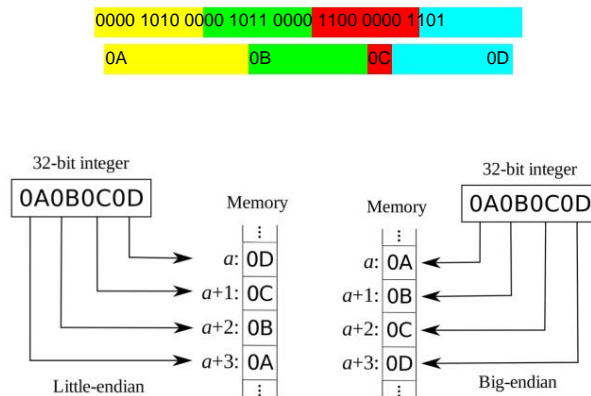 0000 1010 0000 1011 0000 1100 0000 1101
0A 0B 0C 0D
32-bit integer
0A0B0C0D
Memory
⋮
a: 0D
a+1: 0C
a+2: 0B
a+3: 0A
⋮
Little-endian
32-bit integer
0A0B0C0D
Memory
⋮
a: 0A
a+1: 0B
a+2: 0C
a+3: 0D
⋮
Big-endian